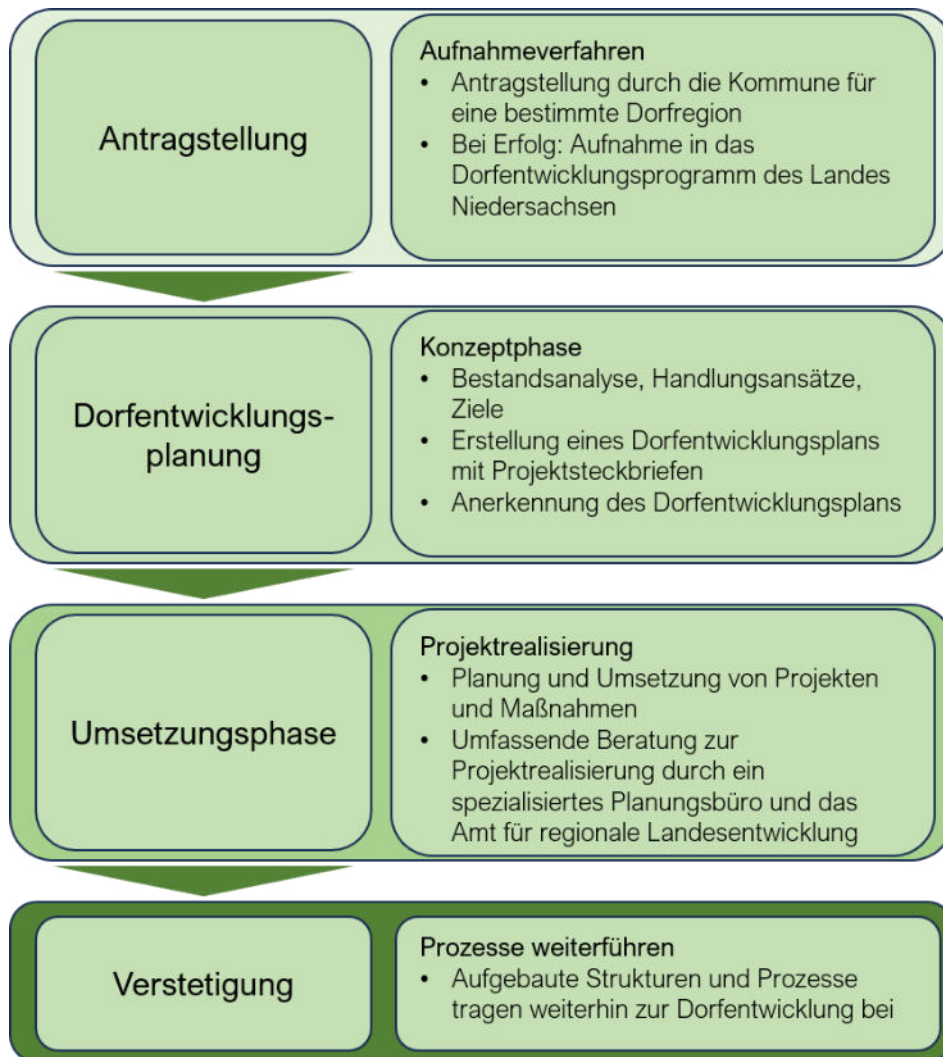 Antragstellung
Aufnahmeverfahren
• Antragstellung durch die Kommune für
eine bestimmte Dorfregion
• Bei Erfolg: Aufnahme in das
Dorfentwicklungsprogramm des Landes
Niedersachsen
Dorfentwicklungs-
planung
Konzeptphase
• Bestandsanalyse, Handlungsansätze,
Ziele
• Erstellung eines Dorfentwicklungsplans
mit Projektsteckbriefen
• Anerkennung des Dorfentwicklungsplans
Umsetzungsphase
Projektrealisierung
• Planung und Umsetzung von Projekten
und Maßnahmen
• Umfassende Beratung zur
Projektrealisierung durch ein
spezialisiertes Planungsbüro und das
Amt für regionale Landesentwicklung
Verstetigung
Prozesse weiterführen
• Aufgebaute Strukturen und Prozesse
tragen weiterhin zur Dorfentwicklung bei